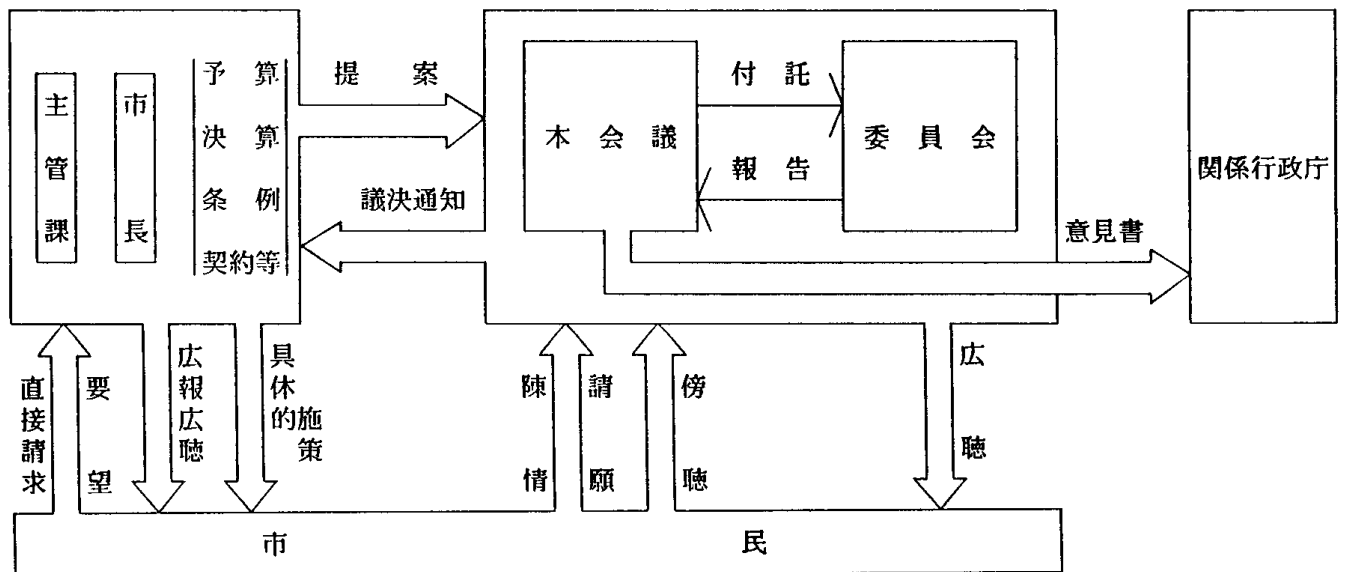 主管課
市長
予算
決算
条例
契約等
提案
議決通知
本会議
付託
報告
委員会
意見書
関係行政庁
直接請求
要望
広報広聴
具休的施策
陳情
請願
傍聴
広聴
市民